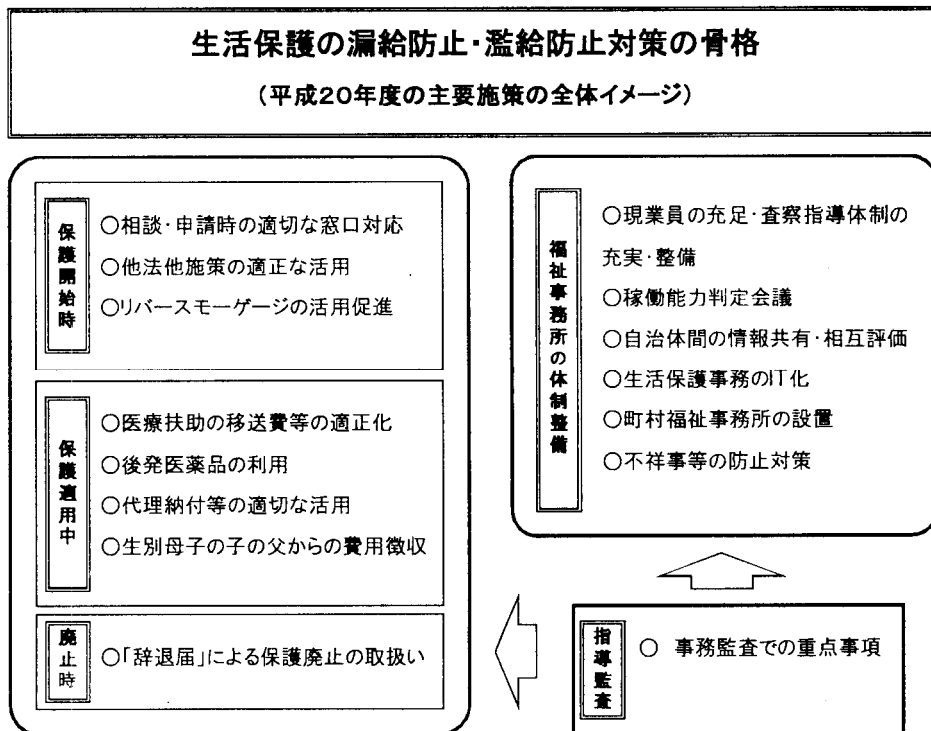 生活保護の漏給防止・濫給防止対策の骨格
（平成20年度の主要施策の全体イメージ）
保護開始時
○相談・申請時の適切な窓口対応
○他法他施策の適正な活用
○リバースモーゲージの活用促進
保護適用中
○医療扶助の移送費等の適正化
○後発医薬品の利用
○代理納付等の適切な活用
○生別母子の子の父からの費用徴収
廃止時
○「辞退届」による保護廃止の取扱い
福祉事務所の体制整備
○現業員の充足・査察指導体制の
充実・整備
○稼働能力判定会議
○自治体間の情報共有・相互評価
○生活保護事務のIT化
○町村福祉事務所の設置
○不祥事等の防止対策
指導監査
○ 事務監査での重点事項